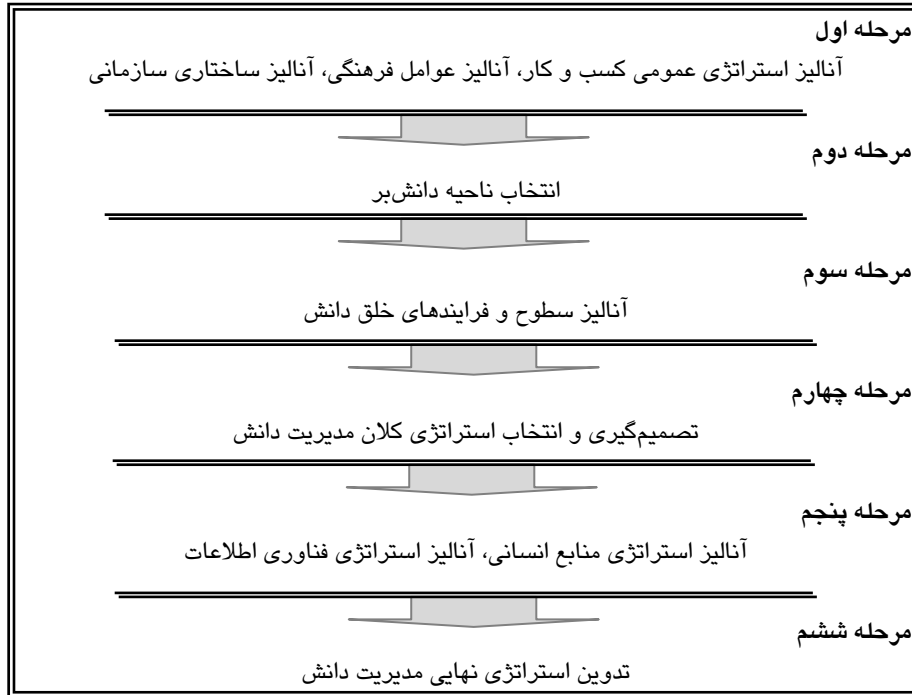 مرحله اول
آنالیز استراتژی عمومی کسب و کار، آنالیز عوامل فرهنگی، آنالیز ساختاری سازمانی
مرحله دوم
انتخاب ناحیه دانش‌بر
مرحله سوم
آنالیز سطوح و فرایندهای خلق دانش
مرحله چهارم
تصمیم‌گیری و انتخاب استراتژی کلان مدیریت دانش
مرحله پنجم
آنالیز استراتژی منابع انسانی، آنالیز استراتژی فناوری اطلاعات
مرحله ششم
تدوین استراتژی نهایی مدیریت دانش